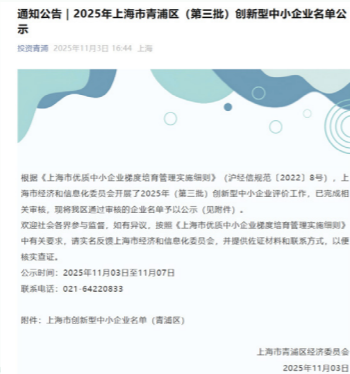 通知公告 | 2025年上海市青浦区（第三批）创新型中小企业名单公
示
投资青浦 2025年11月3日 16:44 上海
根据《上海市优质中小企业梯度培育管理实施细则》（沪经信规范〔2022〕8号），上
海市经济和信息化委员会开展了2025年（第三批）创新型中小企业评价工作，已完成相
关审核，现将我区通过审核的企业名单予以公示（见附件）。
欢迎社会各界参与监督，如有异议，按照《上海市优质中小企业梯度培育管理实施细则》
中有关要求，请实名反馈上海市经济和信息化委员会，并提供佐证材料和联系方式，以便
核实查证。
公示时间：2025年11月03日至11月07日
联系电话：021-64220833
附件：上海市创新型中小企业名单（青浦区）
上海市青浦区经济委员会
2025年11月03日